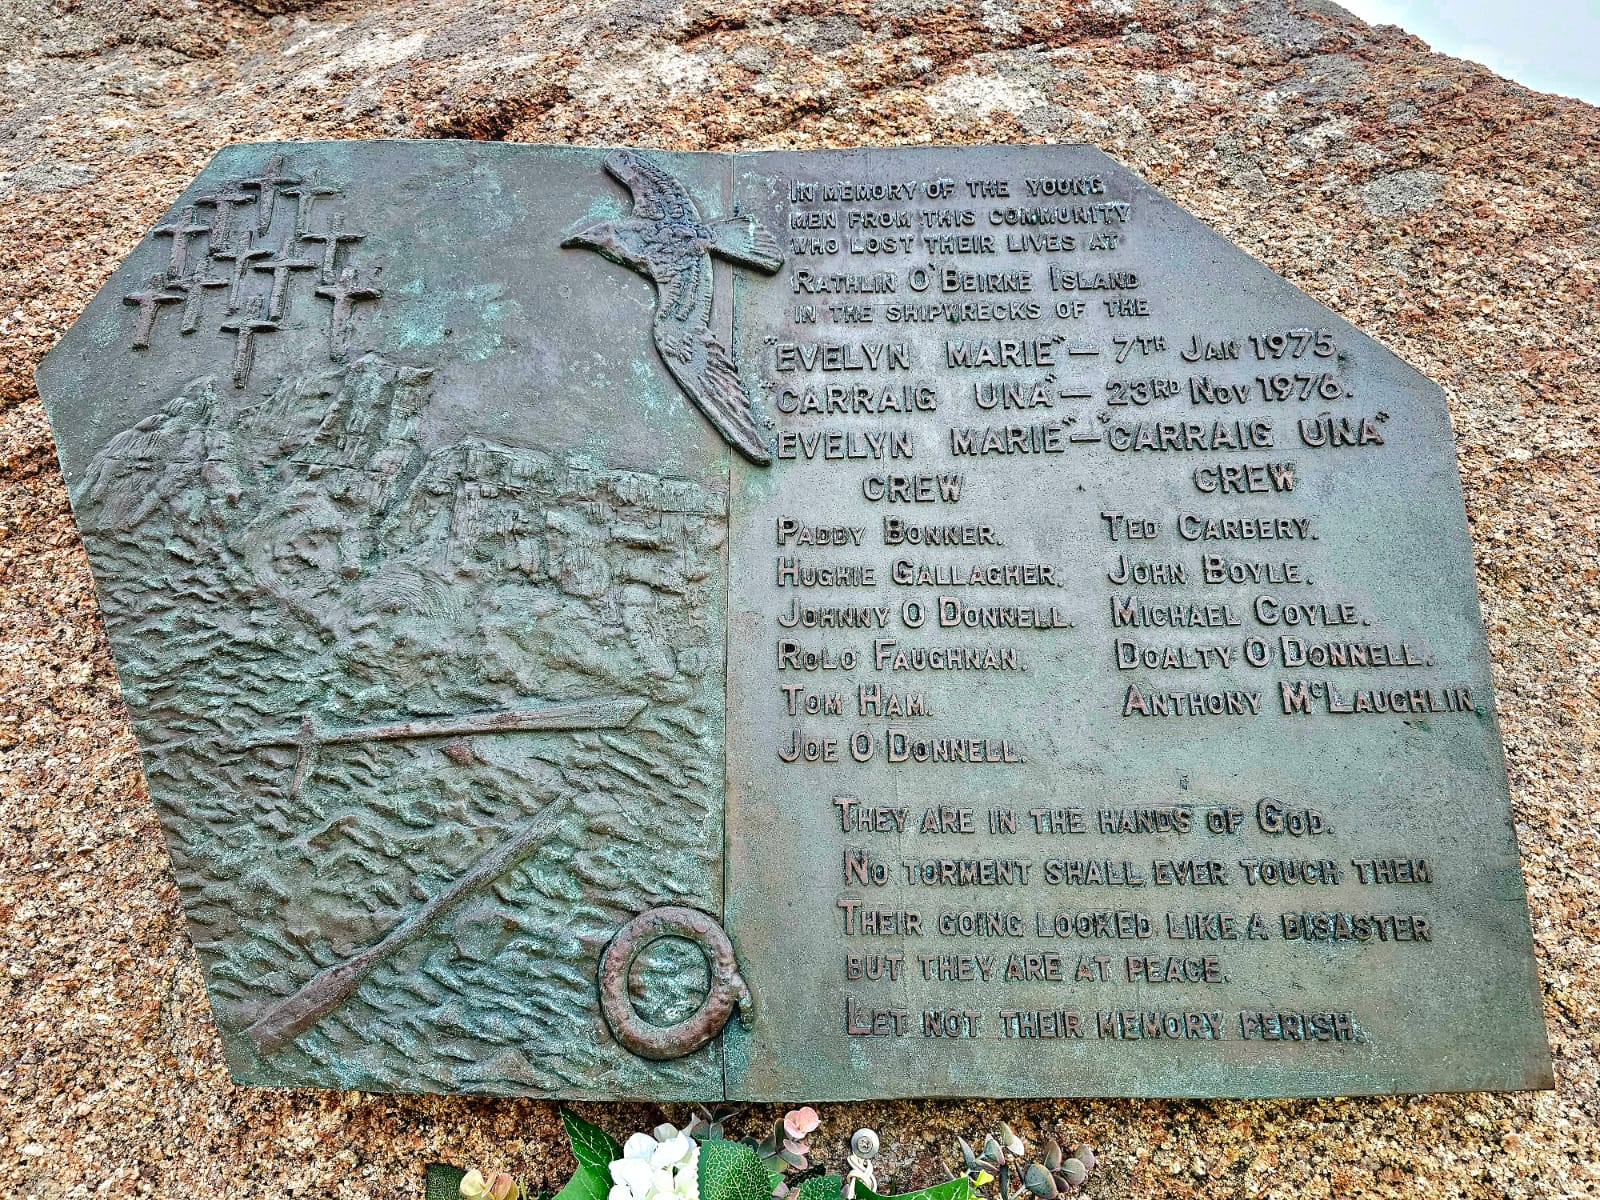 IN MEMORY OF THE YOUNG
MEN FROM THIS COMMUNITY
WHO LOST THEIR LIVES AT
RATHLIN O'BEIRNE ISLAND
IN THE SHIPWRECKS OF THE
"EVELYN MARIE" – 7TH JAN 1975.
"CARRAIG UNA" – 23RD NOV 1976.
"EVELYN MARIE" – "CARRAIG UNA"
CREW CREW
PADDY BONNER. TED CARBERY.
HUGHIE GALLAGHER. JOHN BOYLE.
JOHNNY O DONNELL. MICHAEL COYLE.
ROLO FAUGHNAN. DOALTY O DONNELL.
TOM HAM. ANTHONY McLAUGHLIN
JOE O DONNELL.
THEY ARE IN THE HANDS OF GOD.
NO TORMENT SHALL EVER TOUCH THEM
THEIR GOING LOOKED LIKE A DISASTER
BUT THEY ARE AT PEACE.
LET NOT THEIR MEMORY PERISH.